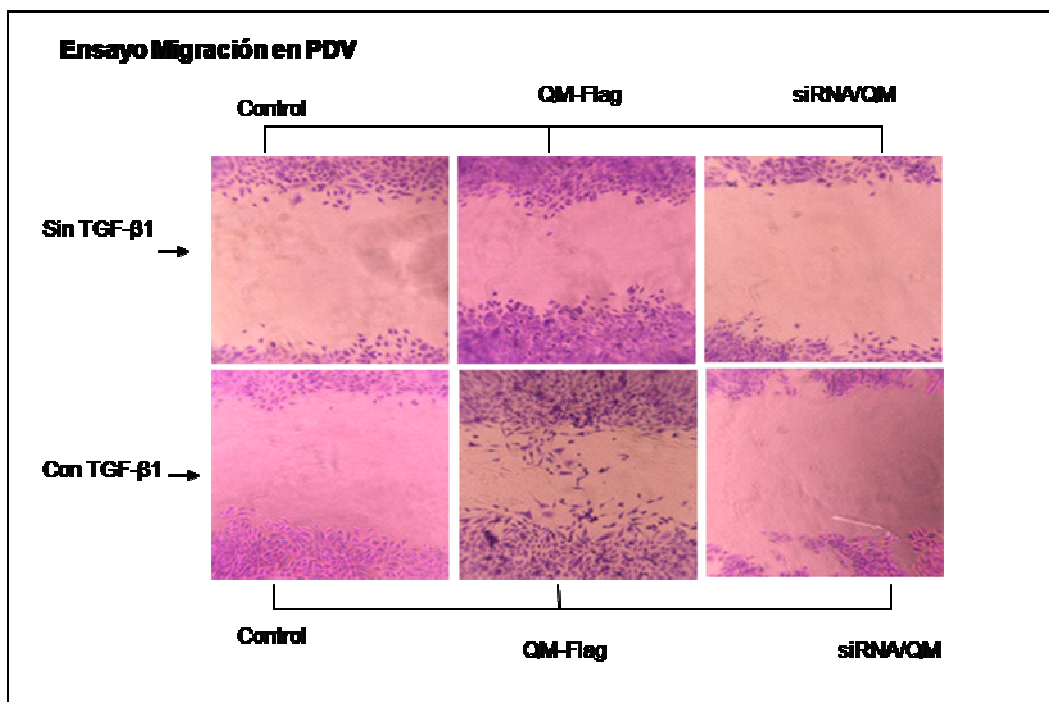 Ensayo Migración en PDV
Control
QM-Flag
siRNA/QM
Sin TGF-β1
Con TGF-β1
Control
QM-Flag
siRNA/QM